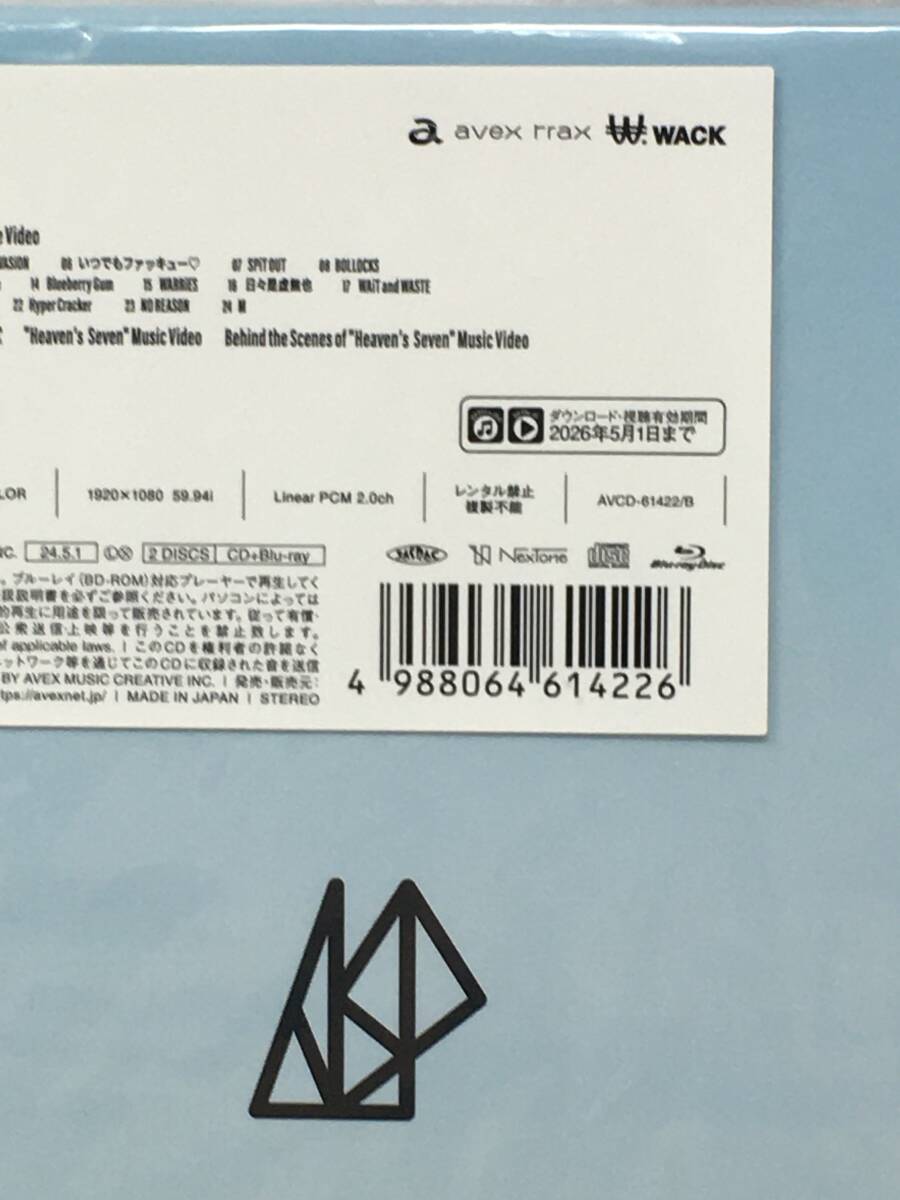 a avex trax W. WACK
Video
08 いつでもファッキュー♡ 07 SPiT OUT 08 BOLLOCKS
14 Blueberry Gum 15 WARRiES 16 日々是虚無也 17 WAiT and WASTE
22 Hyper Cracker 23 NO REASON 24 M
"Heaven's Seven" Music Video Behind the Scenes of "Heaven's Seven" Music Video
ダウンロード・視聴有効期間
2026年5月1日まで
LOR 1920×1080 59.94i Linear PCM 2.0ch レンタル禁止 AVCD-61422/B
複製不能
NC. 24.5.1 2 DISCS CD+Blu-ray JASRAC NexTone Blu-ray Disc
。ブルーレイ（BD-ROM）対応プレーヤーで再生してく
扱説明書を必ずご参照ください。パソコンによっては
的再生に用途を限って販売されています。従って有償・
公衆送信・上映等を行うことを禁止致します。
of applicable laws. | このCDを権利者の許諾なく
ットワーク等を通じてこのCDに収録された音を送信
BY AVEX MUSIC CREATIVE INC. | 発売・販売元：
tps://avexnet.jp/ | MADE IN JAPAN | STEREO
4 988064 614226